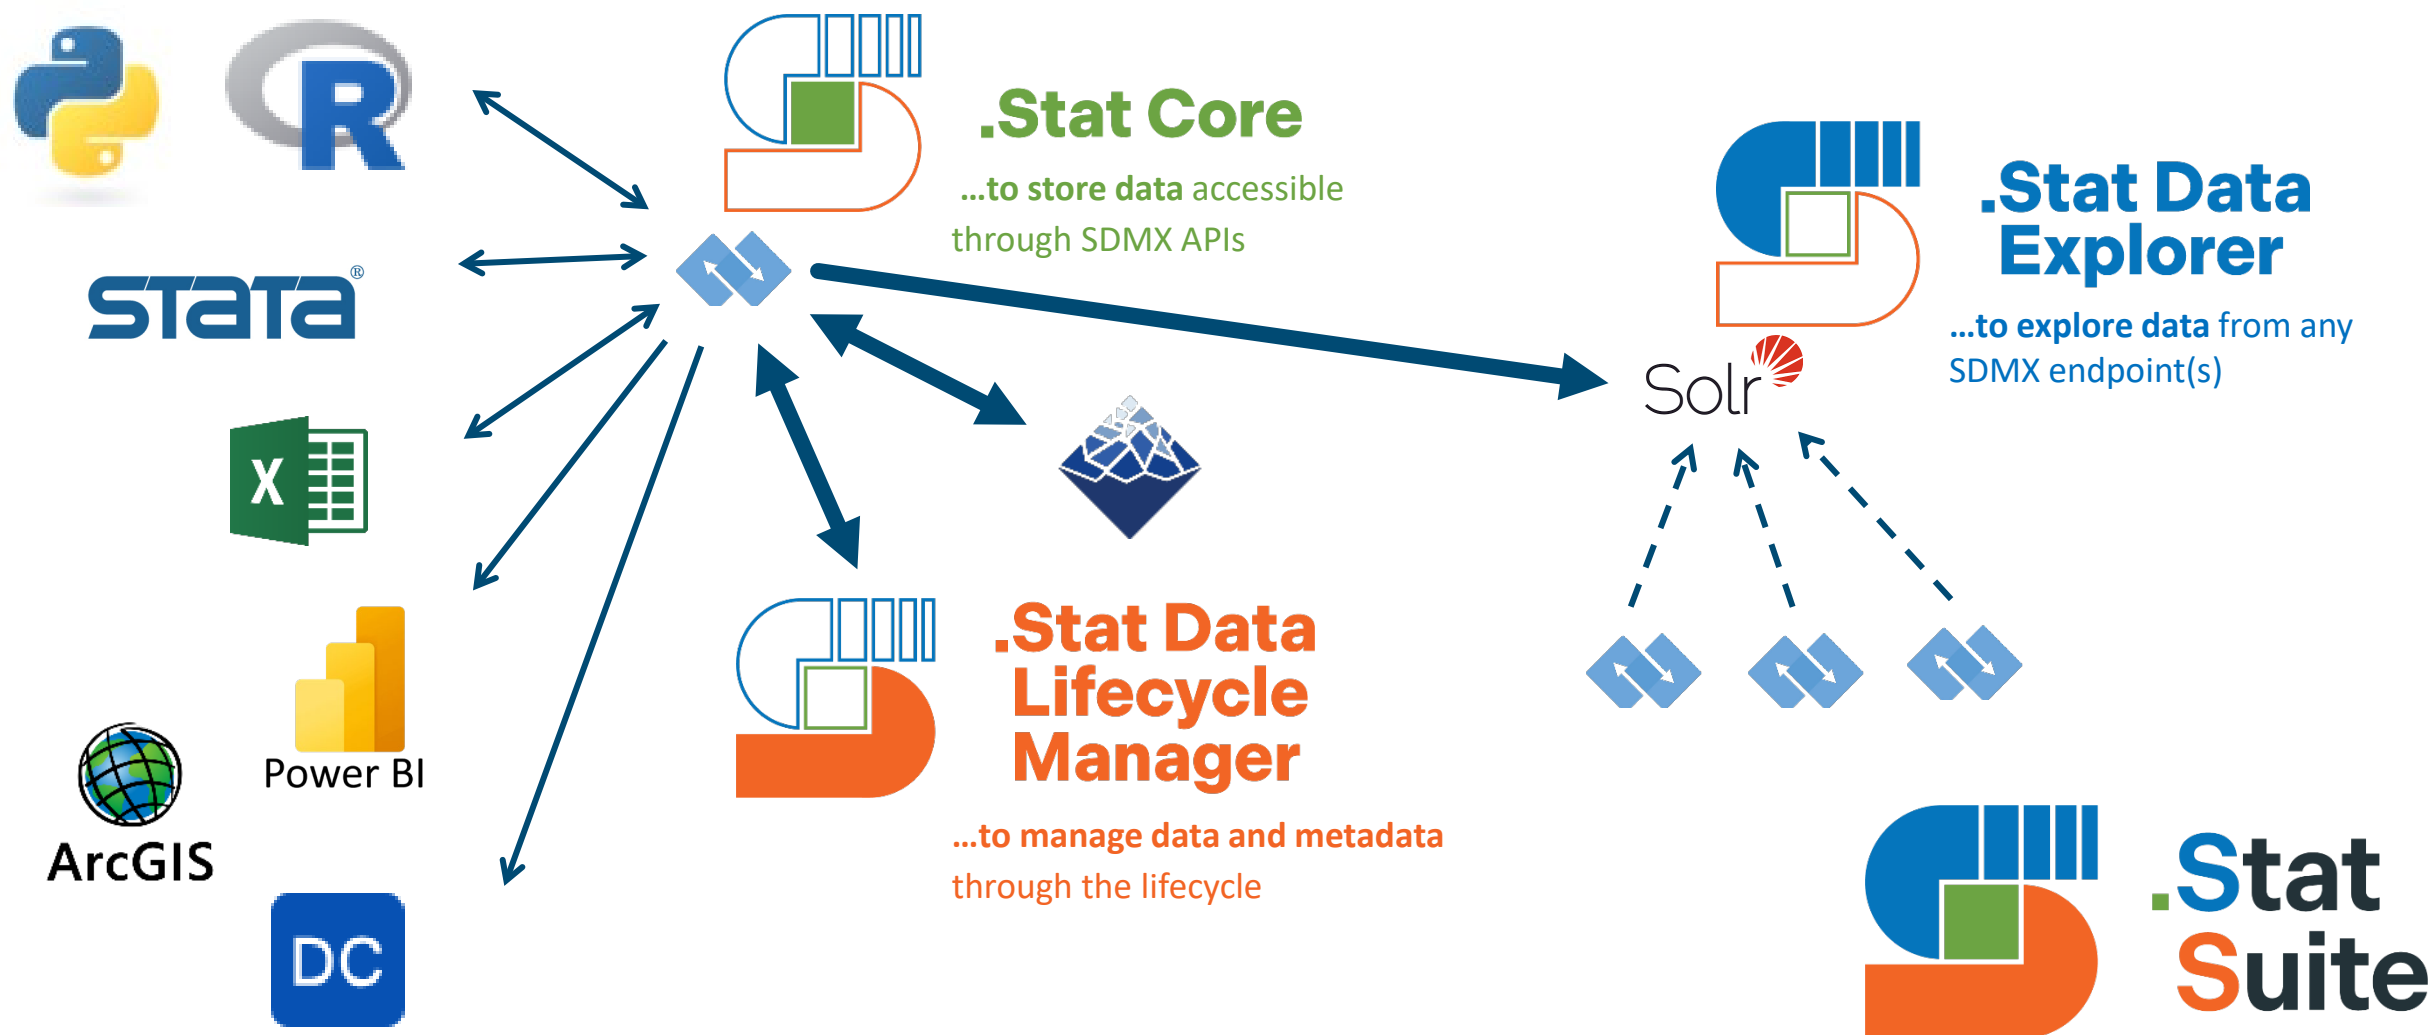 R
.Stat Core
...to store data accessible
through SDMX APIs
.Stat Data
Explorer
...to explore data from any
SDMX endpoint(s)
stata®
Solr
X
.Stat Data
Lifecycle
Manager
...to manage data and metadata
through the lifecycle
Power BI
ArcGIS
DC
.Stat
Suite